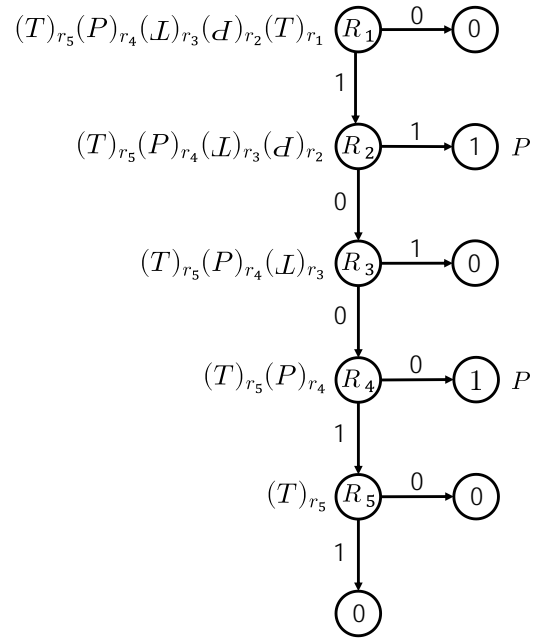 (T)r₅(P)r₄(Ʇ)r₃(Ԁ)r₂(T)r₁ R₁ 0 0
1
(T)r₅(P)r₄(Ʇ)r₃(Ԁ)r₂ R₂ 1 1 P
0
(T)r₅(P)r₄(Ʇ)r₃ R₃ 1 0
0
(T)r₅(P)r₄ R₄ 0 1 P
1
(T)r₅ R₅ 0 0
1
0